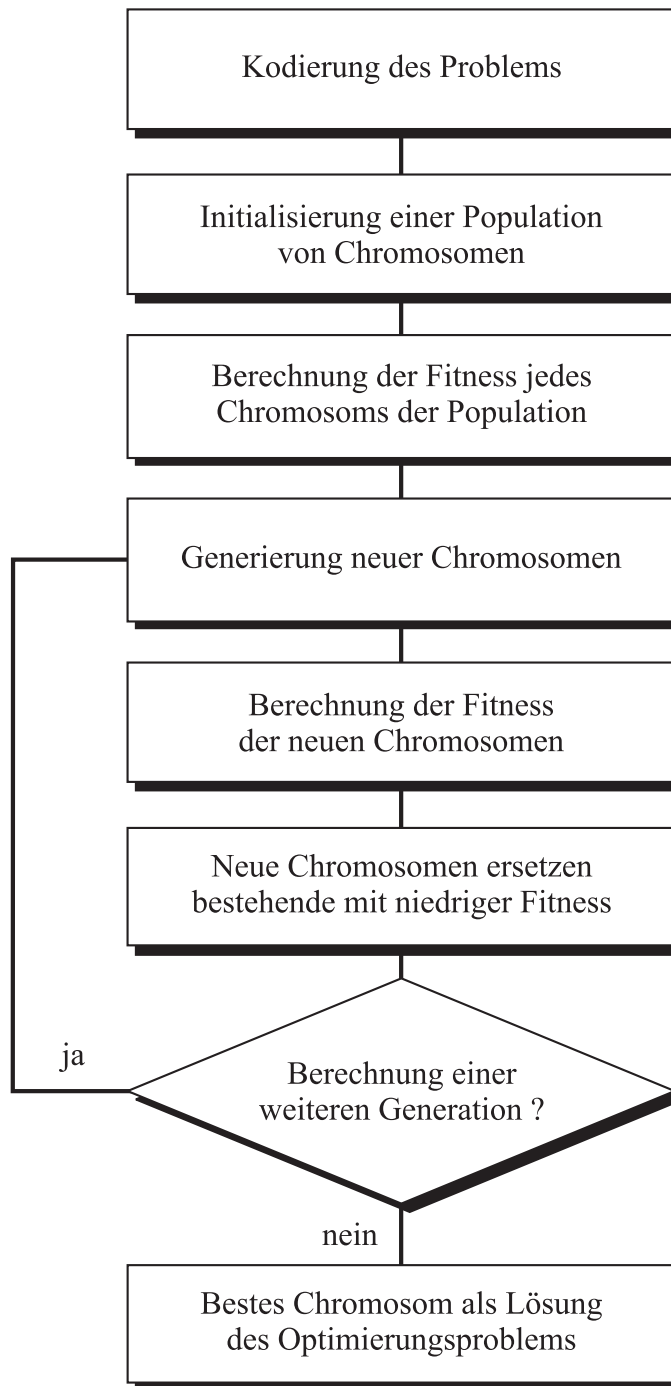 Kodierung des Problems
Initialisierung einer Population
von Chromosomen
Berechnung der Fitness jedes
Chromosoms der Population
Generierung neuer Chromosomen
Berechnung der Fitness
der neuen Chromosomen
Neue Chromosomen ersetzen
bestehende mit niedriger Fitness
ja
Berechnung einer
weiteren Generation ?
nein
Bestes Chromosom als Lösung
des Optimierungsproblems